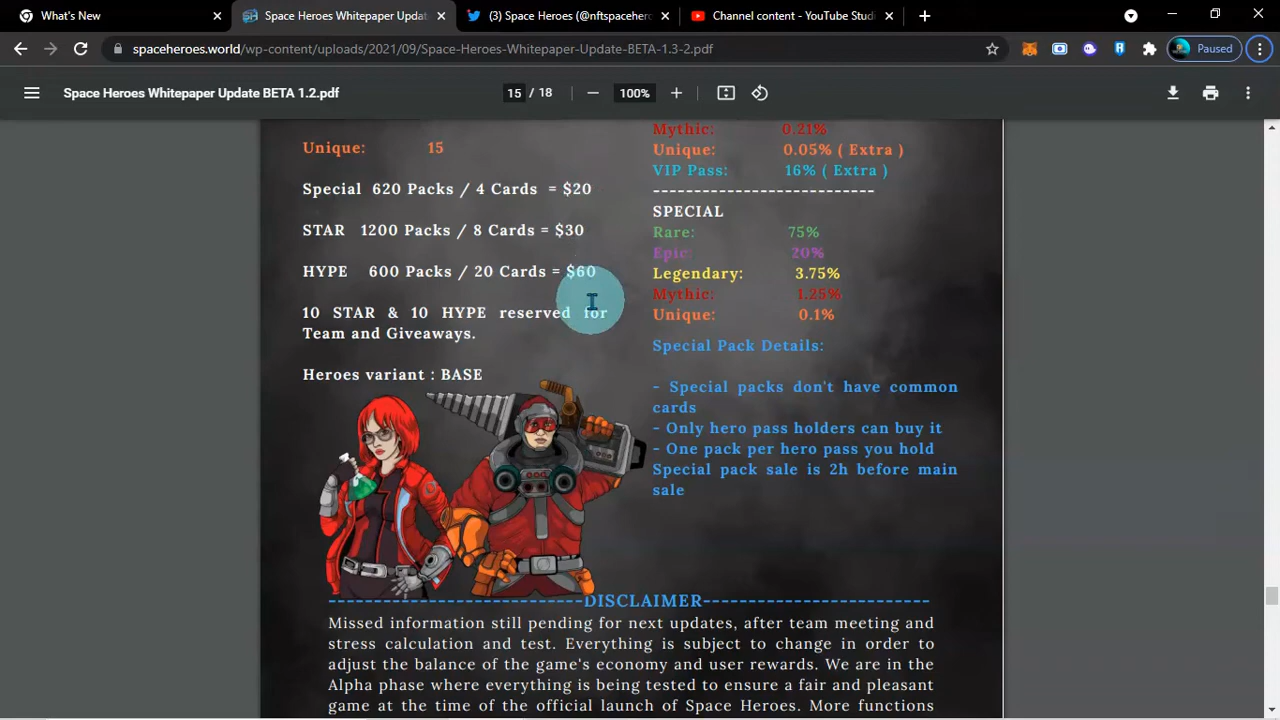 What's New
Space Heroes Whitepaper Updat
(3) Space Heroes (@nftspacehero
Channel content - YouTube Studi
spaceheroes.world/wp-content/uploads/2021/09/Space-Heroes-Whitepaper-Update-BETA-1.3-2.pdf
Paused
Space Heroes Whitepaper Update BETA 1.2.pdf
15 / 18
100%
Unique: 15
Special 620 Packs / 4 Cards = $20
STAR 1200 Packs / 8 Cards = $30
HYPE 600 Packs / 20 Cards = $60
10 STAR & 10 HYPE reserved for
Team and Giveaways.
Heroes variant : BASE
Mythic: 0.21%
Unique: 0.05% ( Extra )
VIP Pass: 16% ( Extra )
---------------------------
SPECIAL
Rare: 75%
Epic: 20%
Legendary: 3.75%
Mythic: 1.25%
Unique: 0.1%
Special Pack Details:
- Special packs don't have common
cards
- Only hero pass holders can buy it
- One pack per hero pass you hold
Special pack sale is 2h before main
sale
-----------------------------DISCLAIMER--------------------------
Missed information still pending for next updates, after team meeting and
stress calculation and test. Everything is subject to change in order to
adjust the balance of the game's economy and user rewards. We are in the
Alpha phase where everything is being tested to ensure a fair and pleasant
game at the time of the official launch of Space Heroes. More functions